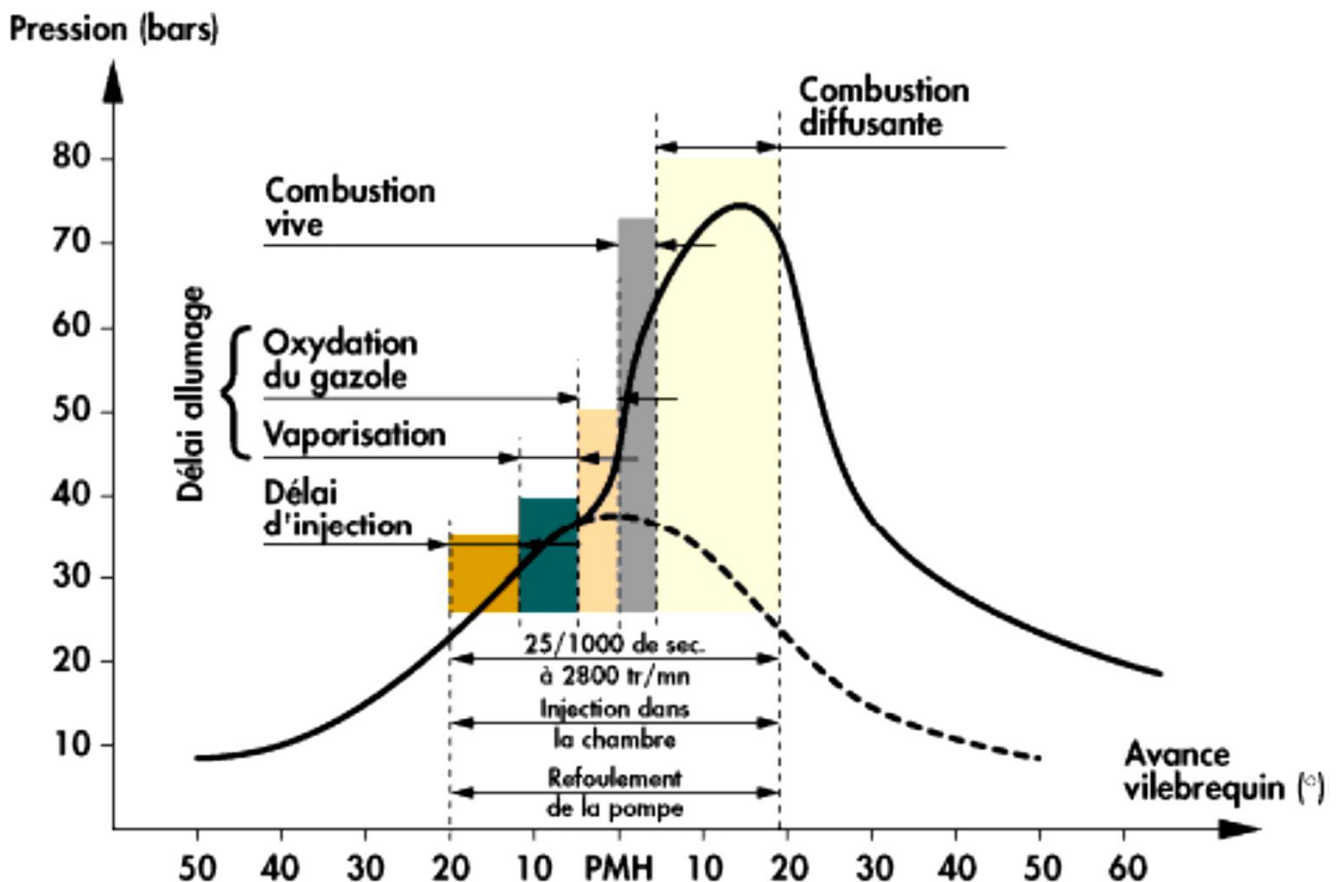 Pression (bars)
Combustion
diffusante
80
Combustion
vive
70
60
Délai allumage
Oxydation
du gazole
50
Vaporisation
40
Délai
d'injection
30
25/1000 de sec.
20
à 2800 tr/mn
Injection dans
la chambre
10
Avance
vilebrequin (°)
Refoulement
de la pompe
50 40 30 20 10 PMH 10 20 30 40 50 60